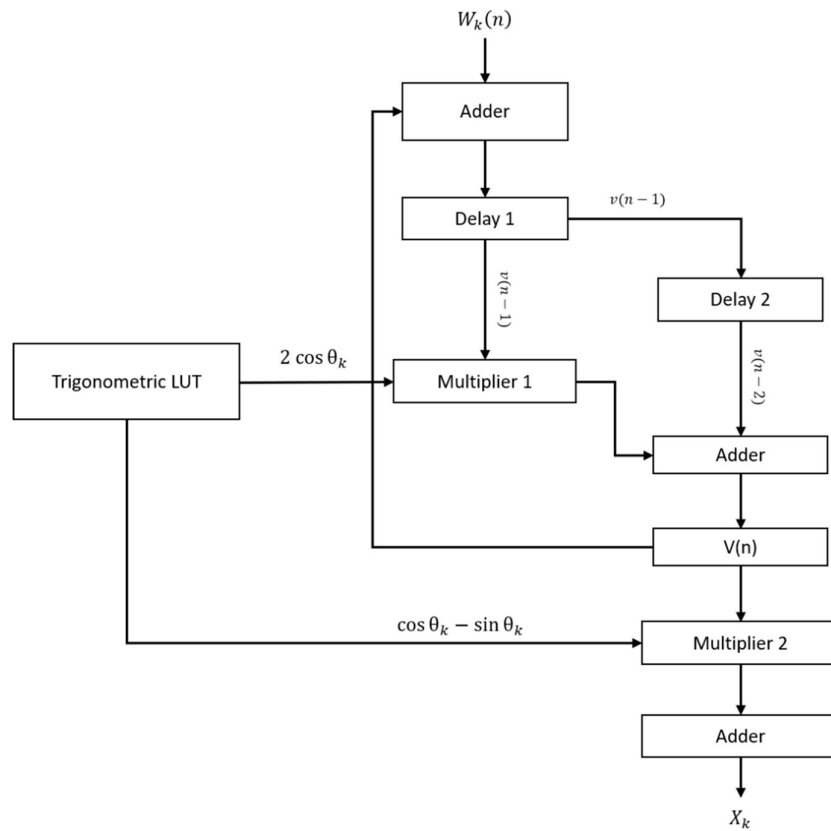 W_k(n)
Adder
Delay 1
v(n − 1)
v(n − 1)
Delay 2
Trigonometric LUT
2 cos θ_k
Multiplier 1
v(n − 2)
Adder
V(n)
cos θ_k − sin θ_k
Multiplier 2
Adder
X_k